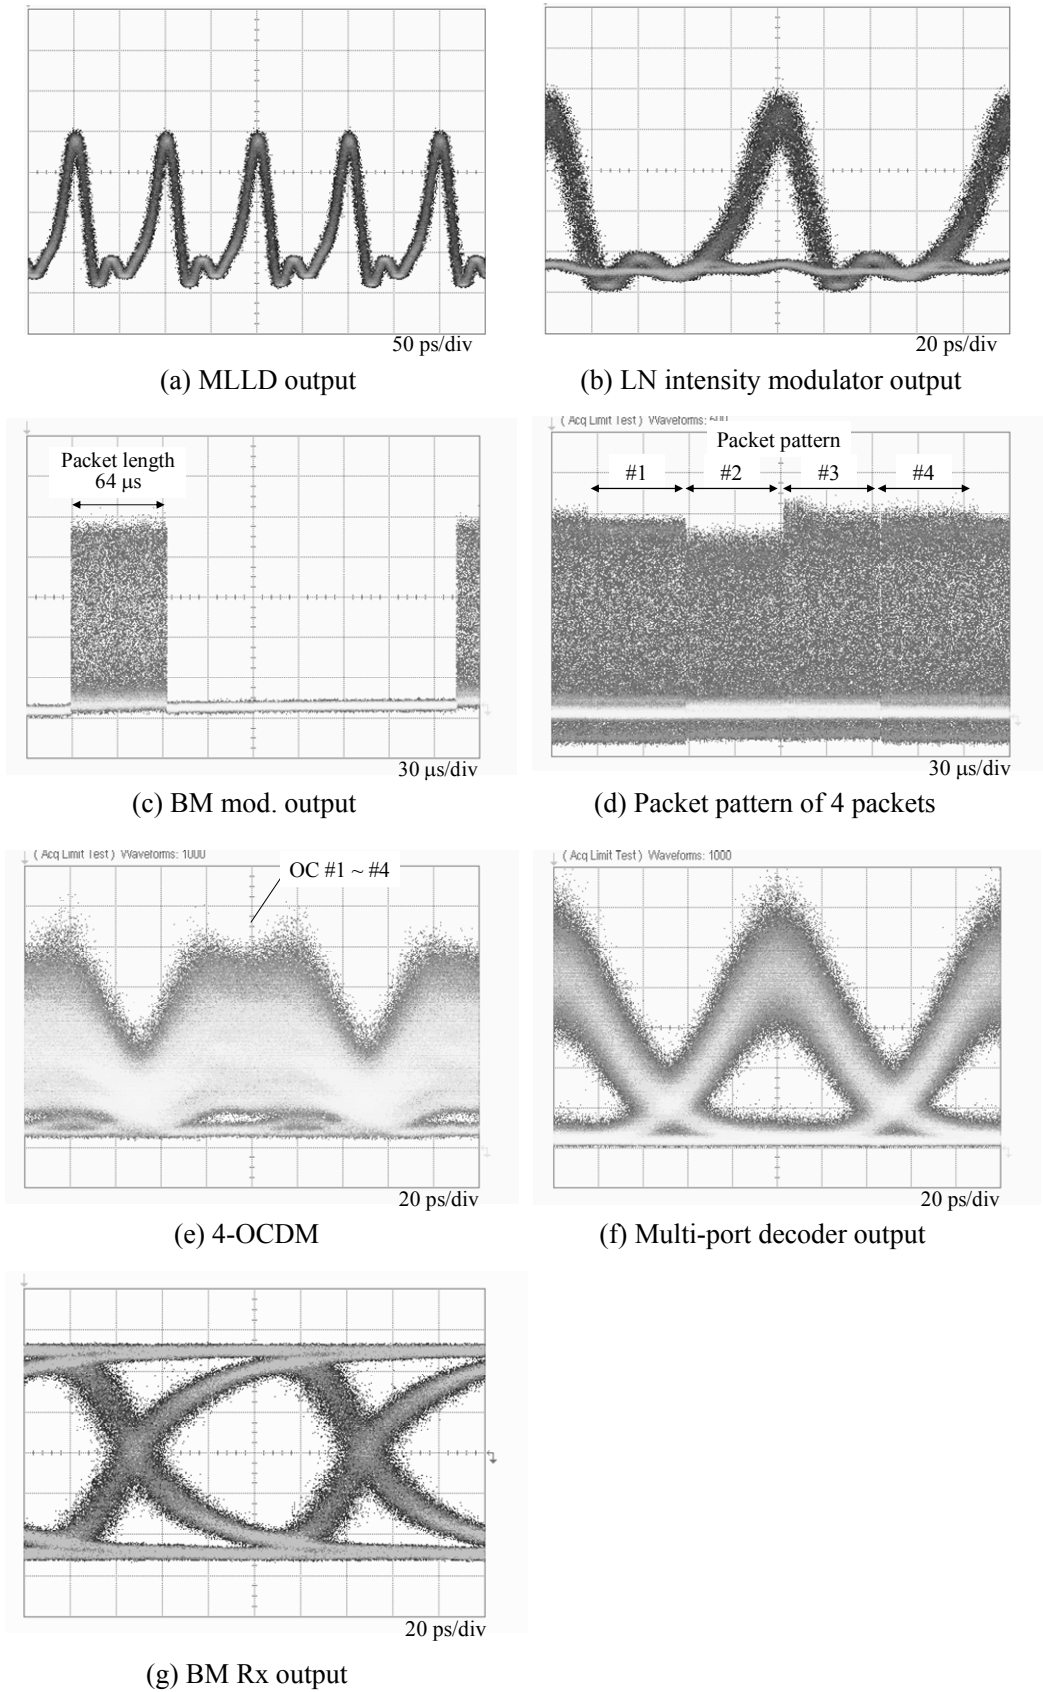 50 ps/div
20 ps/div
(a) MLLD output
(b) LN intensity modulator output
Packet length
64 μs
30 μs/div
(c) BM mod. output
( Acq Limit Test ) Waveforms:
Packet pattern
#1 #2 #3 #4
30 μs/div
(d) Packet pattern of 4 packets
( Acq Limit Test ) Waveforms: 1000
OC #1 ~ #4
20 ps/div
(e) 4-OCDM
( Acq Limit Test ) Waveforms: 1000
20 ps/div
(f) Multi-port decoder output
20 ps/div
(g) BM Rx output